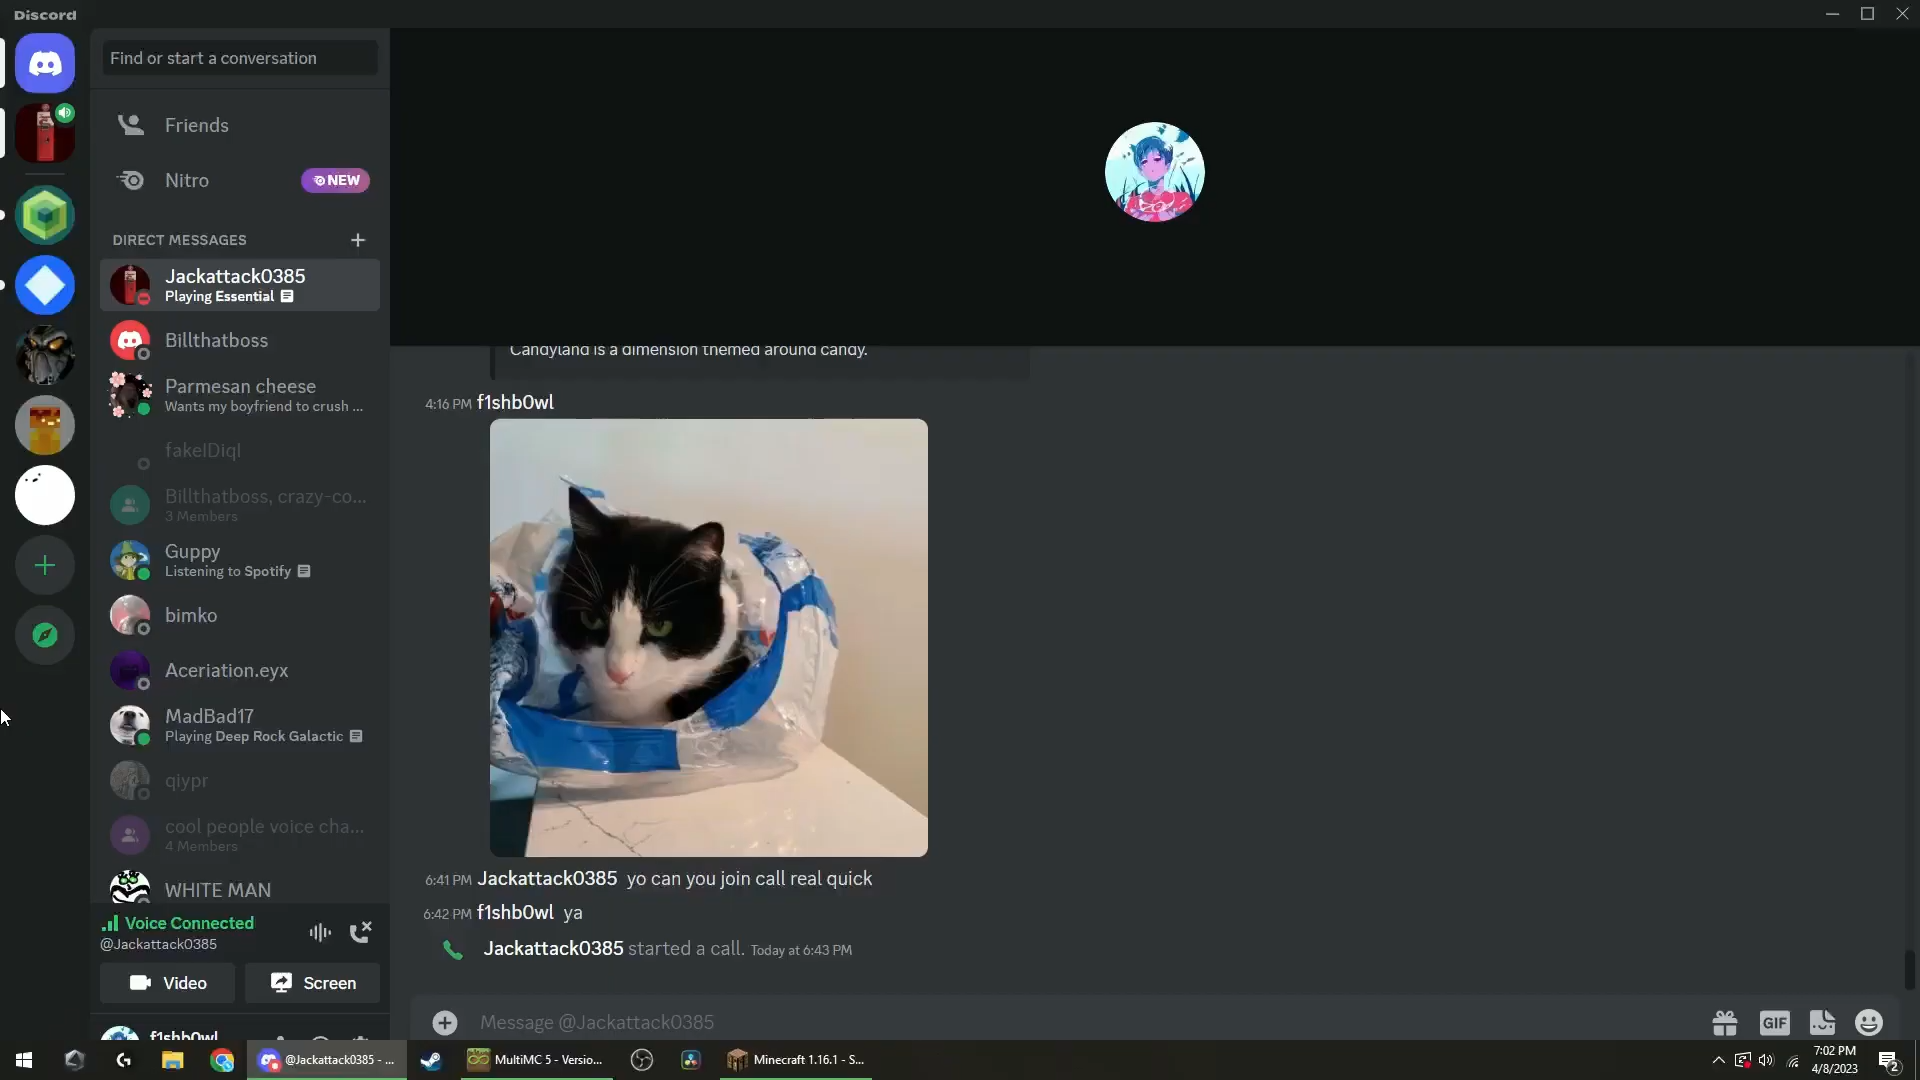 Discord
Find or start a conversation
Friends
Nitro
NEW
DIRECT MESSAGES
Jackattack0385
Playing Essential
Billthatboss
Parmesan cheese
Wants my boyfriend to crush ...
fakeIDiqI
Billthatboss, crazy-co...
3 Members
Guppy
Listening to Spotify
bimko
Aceriation.eyx
MadBad17
Playing Deep Rock Galactic
qiypr
cool people voice cha...
4 Members
WHITE MAN
Voice Connected
@Jackattack0385
Video
Screen
f1shb0wl
Candyland is a dimension themed around candy.
4:16 PM f1shb0wl
6:41 PM Jackattack0385 yo can you join call real quick
6:42 PM f1shb0wl ya
Jackattack0385 started a call. Today at 6:43 PM
Message @Jackattack0385
GIF
@Jackattack0385 - ...
MultiMC 5 - Versio...
Minecraft 1.16.1 - S...
7:02 PM
4/8/2023
2